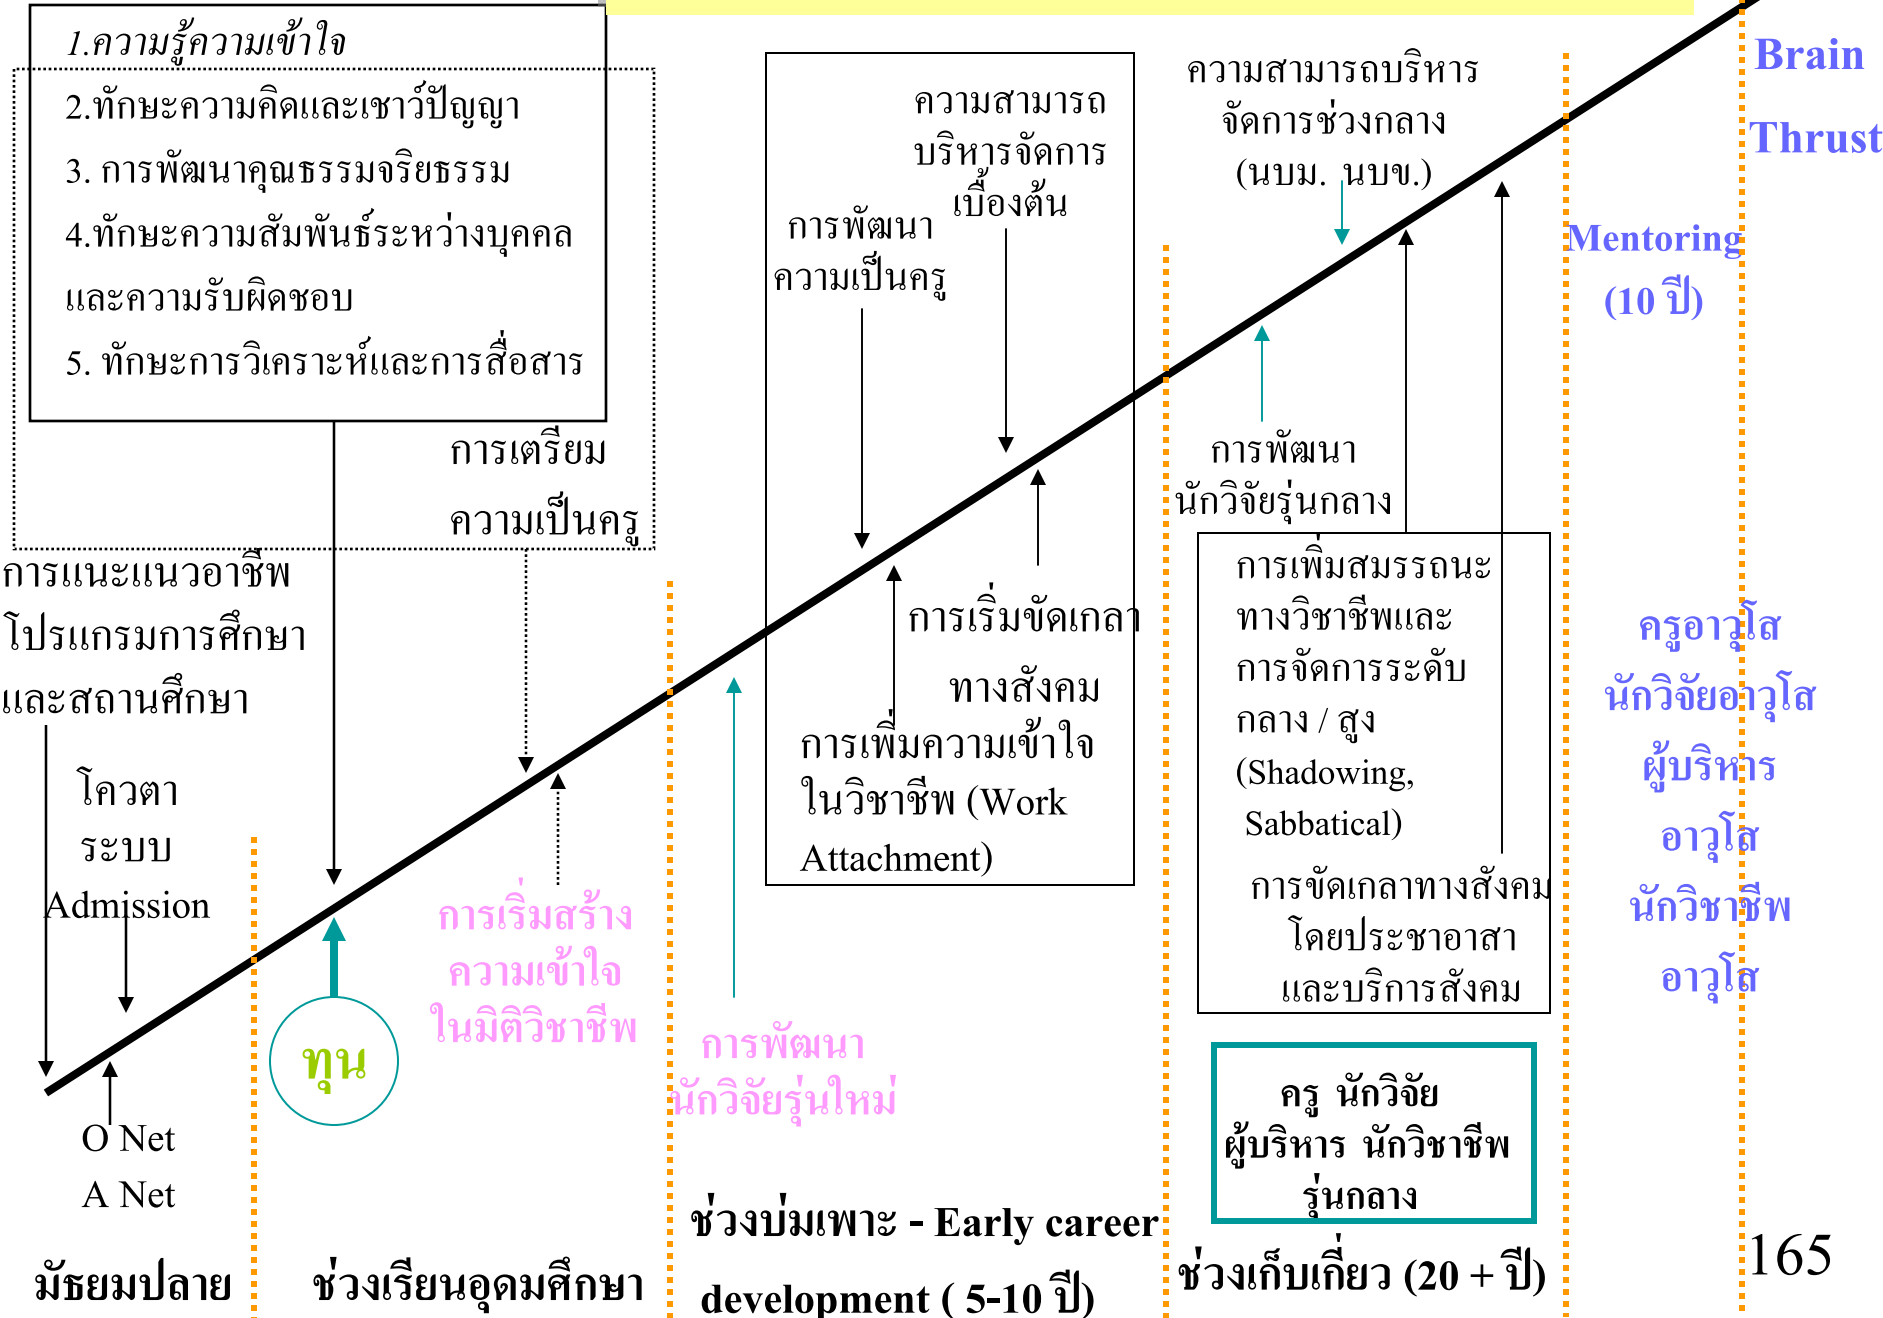 1.ความรู้ความเข้าใจ
2.ทักษะความคิดและเชาว์ปัญญา
3. การพัฒนาคุณธรรมจริยธรรม
4.ทักษะความสัมพันธ์ระหว่างบุคคล
และความรับผิดชอบ
5. ทักษะการวิเคราะห์และการสื่อสาร
การเตรียม
ความเป็นครู
การแนะแนวอาชีพ
โปรแกรมการศึกษา
และสถานศึกษา
โควตา
ระบบ
Admission
O Net
A Net
มัธยมปลาย
ทุน
การเริ่มสร้าง
ความเข้าใจ
ในมิติวิชาชีพ
ช่วงเรียนอุดมศึกษา
การพัฒนา
ความเป็นครู
ความสามารถ
บริหารจัดการ
เบื้องต้น
การเริ่มขัดเกลา
ทางสังคม
การเพิ่มความเข้าใจ
ในวิชาชีพ (Work
Attachment)
การพัฒนา
นักวิจัยรุ่นใหม่
ช่วงบ่มเพาะ - Early career
development ( 5-10 ปี)
ความสามารถบริหาร
จัดการช่วงกลาง
(นบม. นบข.)
การพัฒนา
นักวิจัยรุ่นกลาง
การเพิ่มสมรรถนะ
ทางวิชาชีพและ
การจัดการระดับ
กลาง / สูง
(Shadowing,
Sabbatical)
การขัดเกลาทางสังคม
โดยประชาอาสา
และบริการสังคม
ครู นักวิจัย
ผู้บริหาร นักวิชาชีพ
รุ่นกลาง
ช่วงเก็บเกี่ยว (20 + ปี)
Mentoring
(10 ปี)
ครูอาวุโส
นักวิจัยอาวุโส
ผู้บริหาร
อาวุโส
นักวิชาชีพ
อาวุโส
Brain
Thrust
165